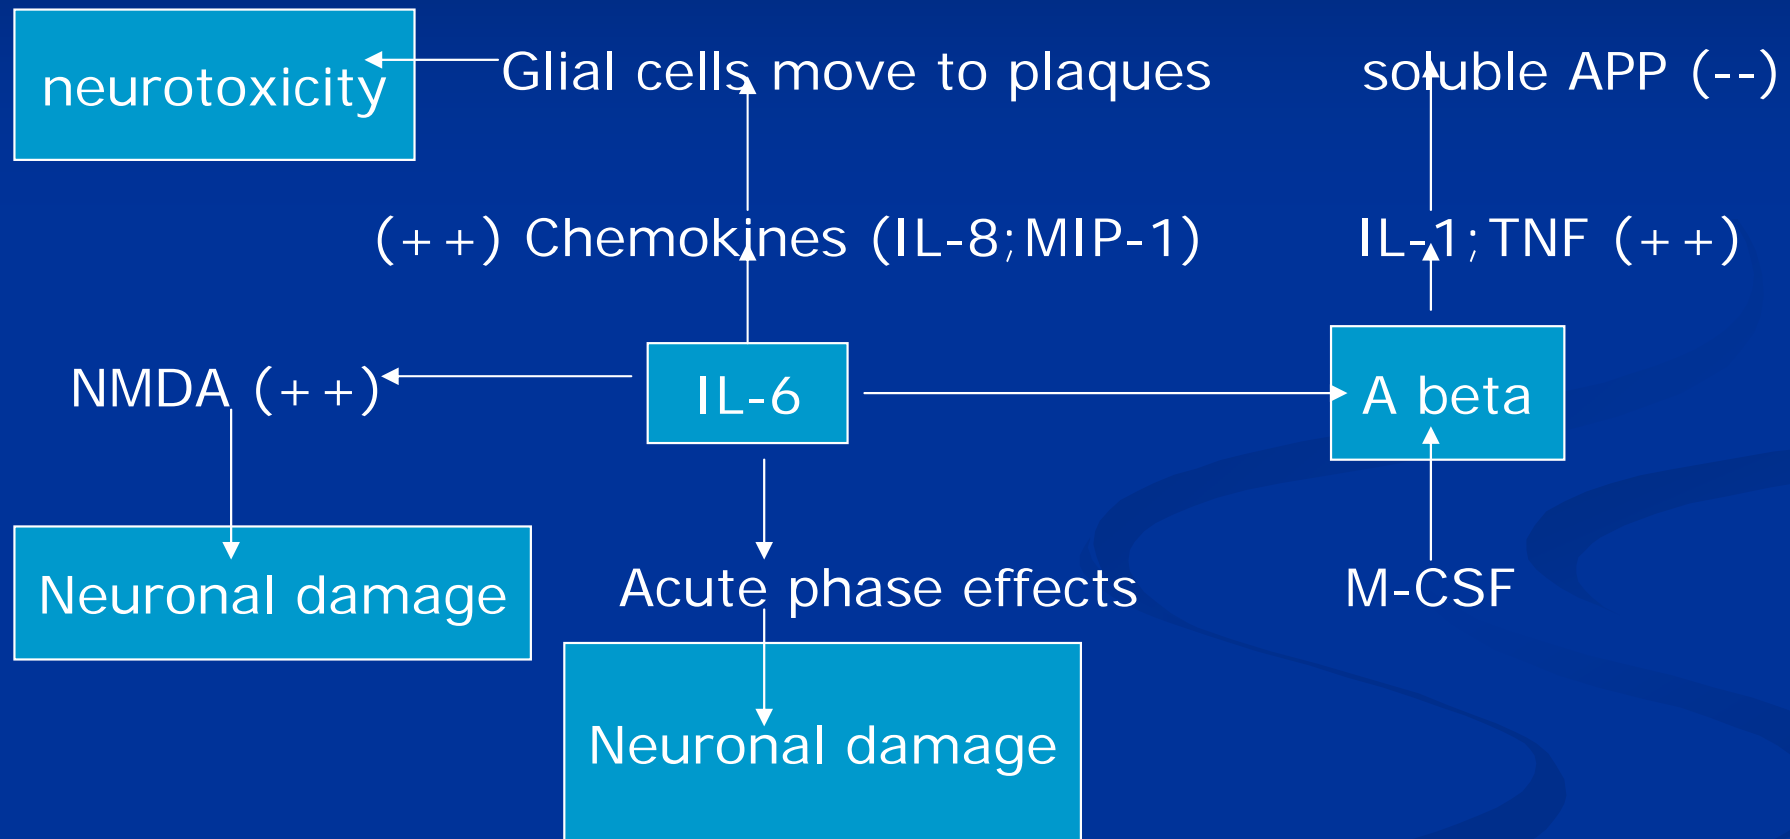 neurotoxicity
Glial cells move to plaques
soluble APP (--)
(++) Chemokines (IL-8;MIP-1)
IL-1;TNF (++)
NMDA (++)
IL-6
A beta
Neuronal damage
Acute phase effects
M-CSF
Neuronal damage